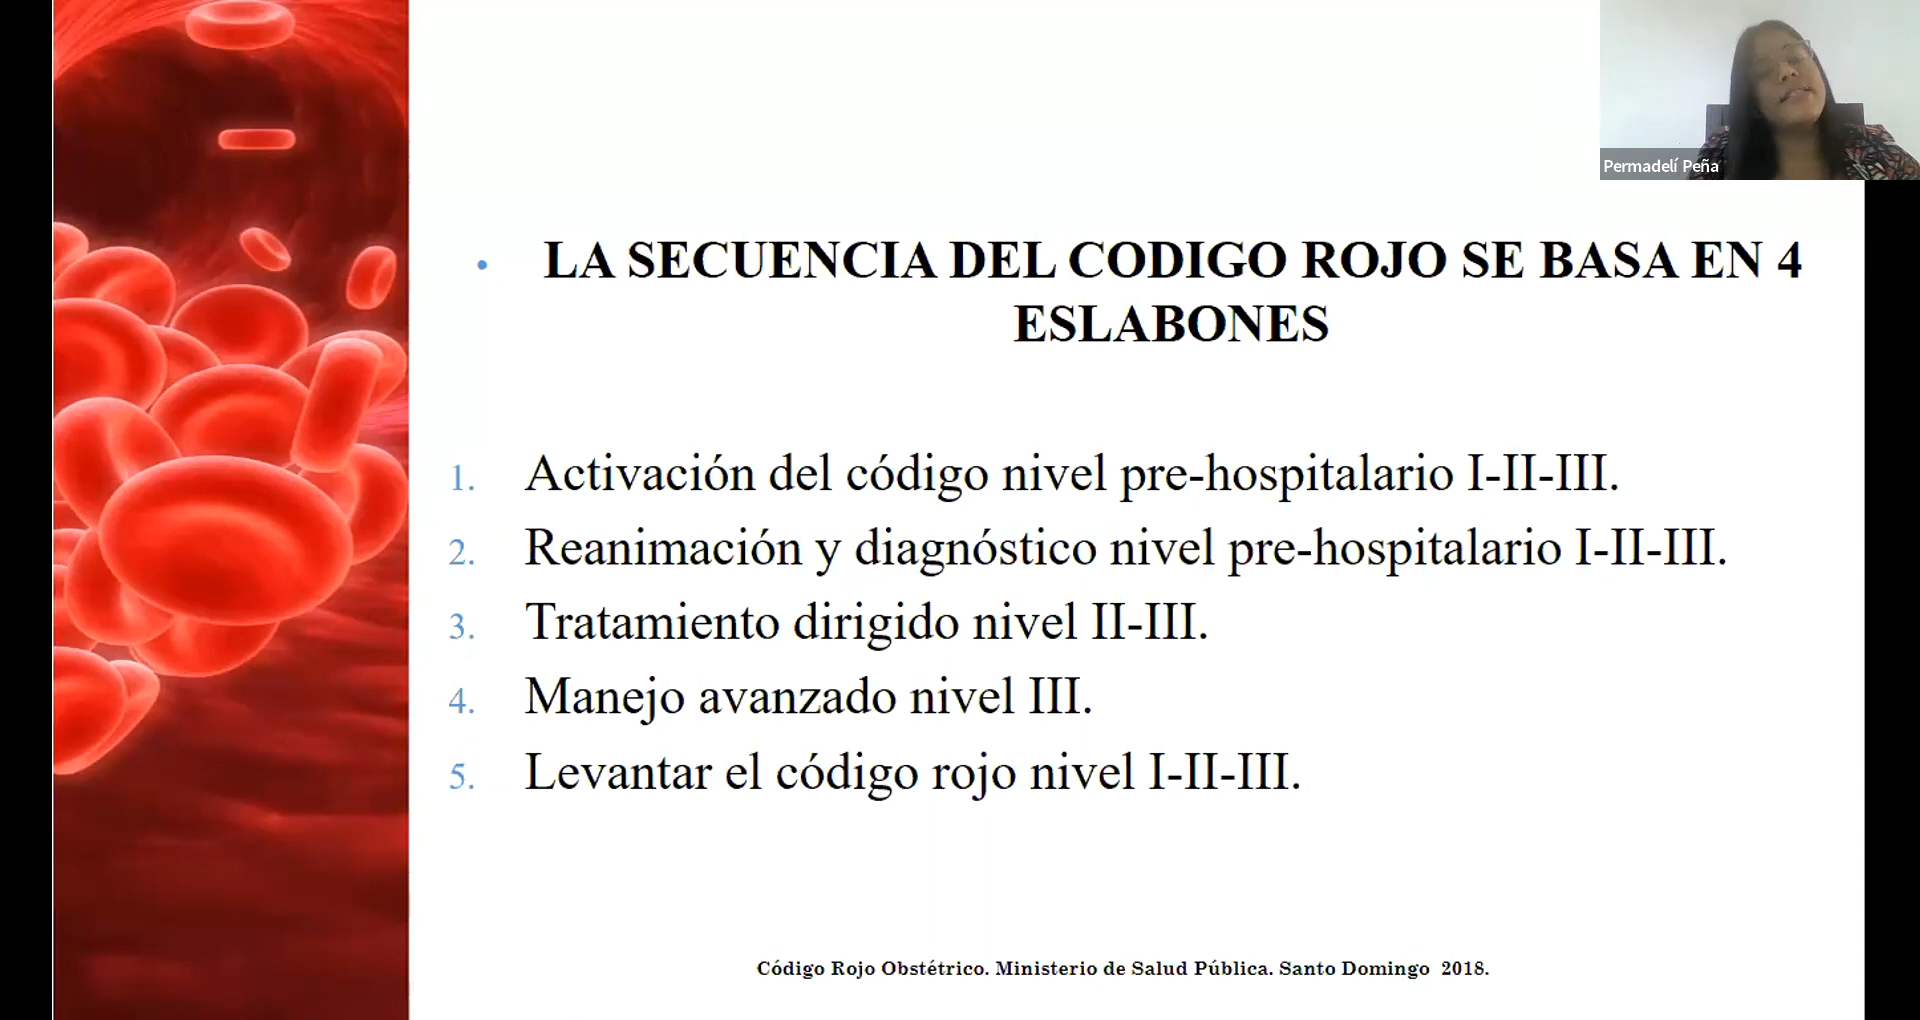 Permadelí Peña
• LA SECUENCIA DEL CODIGO ROJO SE BASA EN 4
ESLABONES
1. Activación del código nivel pre-hospitalario I-II-III.
2. Reanimación y diagnóstico nivel pre-hospitalario I-II-III.
3. Tratamiento dirigido nivel II-III.
4. Manejo avanzado nivel III.
5. Levantar el código rojo nivel I-II-III.
Código Rojo Obstétrico. Ministerio de Salud Pública. Santo Domingo 2018.